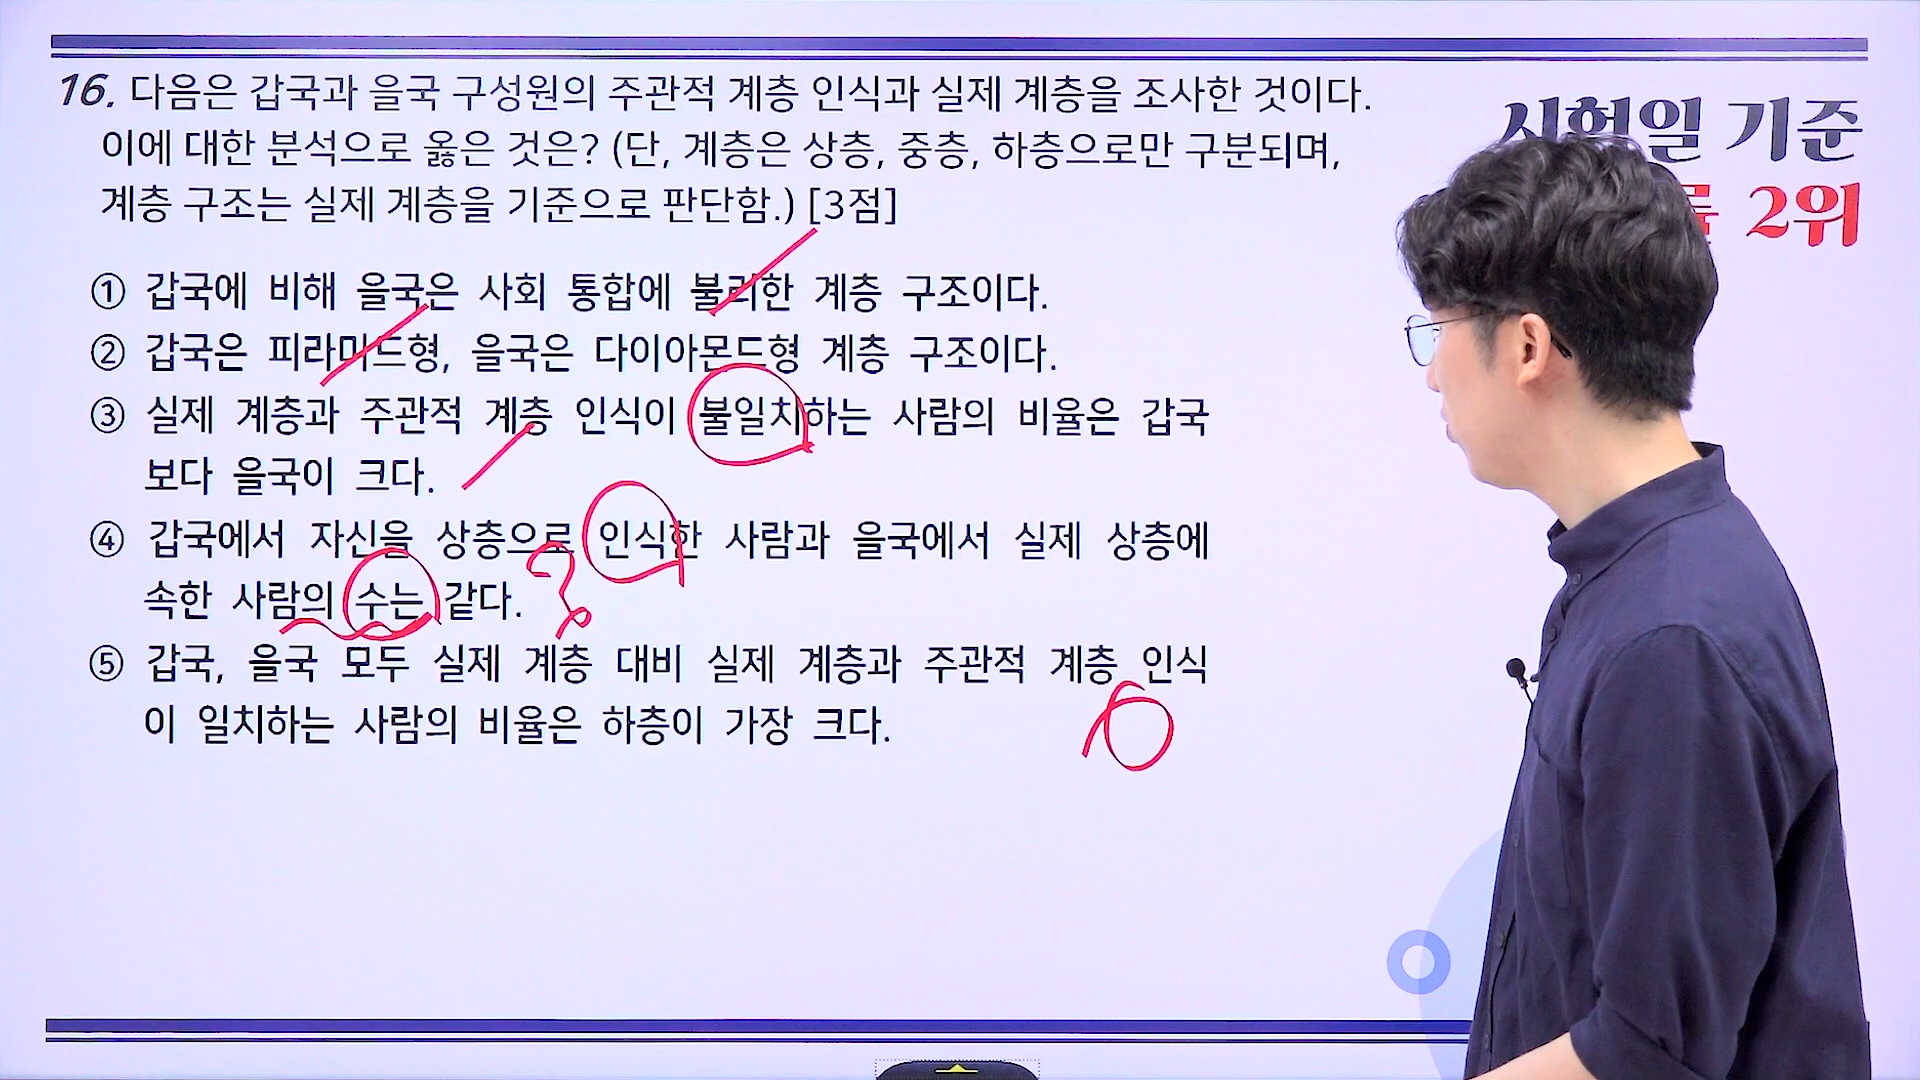 16. 다음은 갑국과 을국 구성원의 주관적 계층 인식과 실제 계층을 조사한 것이다.
이에 대한 분석으로 옳은 것은? (단, 계층은 상층, 중층, 하층으로만 구분되며,
계층 구조는 실제 계층을 기준으로 판단함.) [3점]
① 갑국에 비해 을국은 사회 통합에 불리한 계층 구조이다.
② 갑국은 피라미드형, 을국은 다이아몬드형 계층 구조이다.
③ 실제 계층과 주관적 계층 인식이 불일치하는 사람의 비율은 갑국
보다 을국이 크다.
④ 갑국에서 자신을 상층으로 인식한 사람과 을국에서 실제 상층에
속한 사람의 수는 같다.
?
⑤ 갑국, 을국 모두 실제 계층 대비 실제 계층과 주관적 계층 인식
이 일치하는 사람의 비율은 하층이 가장 크다.
시험일 기준
2위